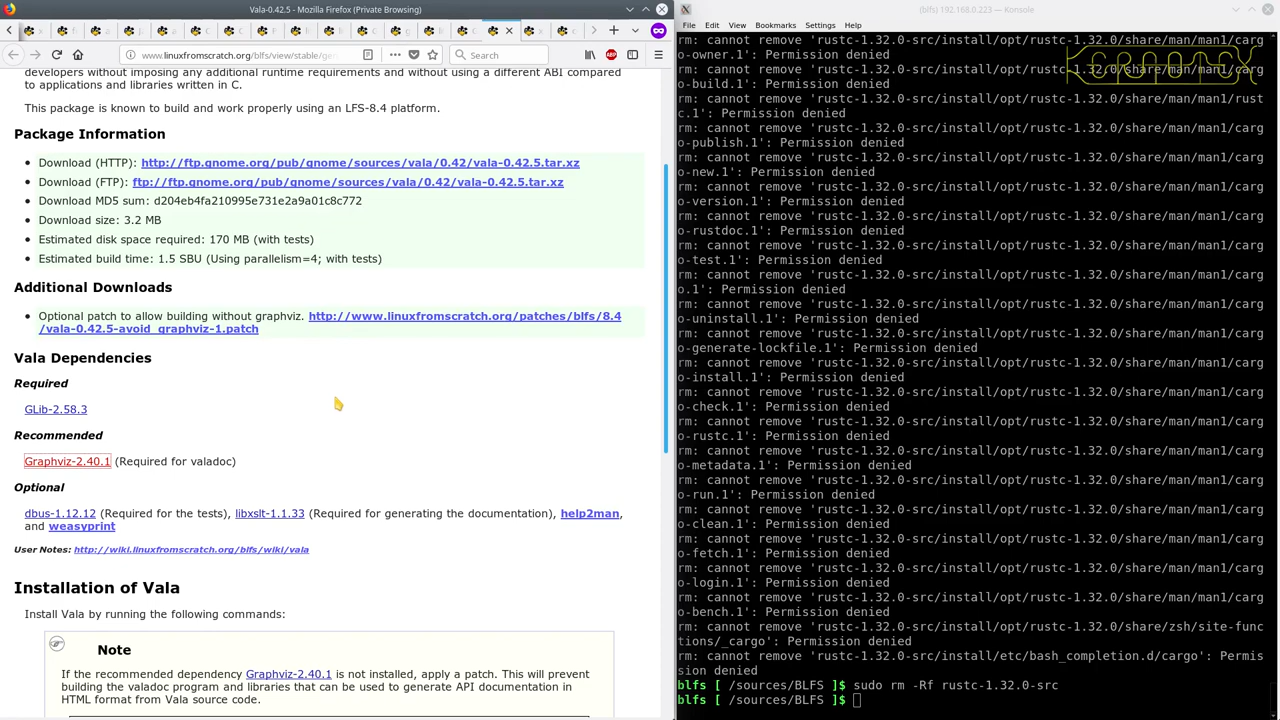 Vala-0.42.5 - Mozilla Firefox (Private Browsing)
www.linuxfromscratch.org/blfs/view/stable/ge
Search
developers without imposing any additional runtime requirements and without using a different ABI compared
to applications and libraries written in C.
This package is known to build and work properly using an LFS-8.4 platform.
Package Information
Download (HTTP): http://ftp.gnome.org/pub/gnome/sources/vala/0.42/vala-0.42.5.tar.xz
Download (FTP): ftp://ftp.gnome.org/pub/gnome/sources/vala/0.42/vala-0.42.5.tar.xz
Download MD5 sum: d204eb4fa210995e731e2a9a01c8c772
Download size: 3.2 MB
Estimated disk space required: 170 MB (with tests)
Estimated build time: 1.5 SBU (Using parallelism=4; with tests)
Additional Downloads
Optional patch to allow building without graphviz. http://www.linuxfromscratch.org/patches/blfs/8.4
/vala-0.42.5-avoid_graphviz-1.patch
Vala Dependencies
Required
GLib-2.58.3
Recommended
Graphviz-2.40.1 (Required for valadoc)
Optional
dbus-1.12.12 (Required for the tests), libxslt-1.1.33 (Required for generating the documentation), help2man,
and weasyprint
User Notes: http://wiki.linuxfromscratch.org/blfs/wiki/vala
Installation of Vala
Install Vala by running the following commands:
Note
If the recommended dependency Graphviz-2.40.1 is not installed, apply a patch. This will prevent
building the valadoc program and libraries that can be used to generate API documentation in
HTML format from Vala source code.
(blfs) 192.168.0.223 — Konsole
File Edit View Bookmarks Settings Help
rm: cannot remove 'rustc-1.32.0-src/install/opt/rustc-1.32.0/share/man/man1/carg
o-owner.1': Permission denied
rm: cannot remove 'rustc-1.32.0-src/install/opt/rustc-1.32.0/share/man/man1/carg
o-build.1': Permission denied
rm: cannot remove 'rustc-1.32.0-src/install/opt/rustc-1.32.0/share/man/man1/rust
c.1': Permission denied
rm: cannot remove 'rustc-1.32.0-src/install/opt/rustc-1.32.0/share/man/man1/carg
o-publish.1': Permission denied
rm: cannot remove 'rustc-1.32.0-src/install/opt/rustc-1.32.0/share/man/man1/carg
o-new.1': Permission denied
rm: cannot remove 'rustc-1.32.0-src/install/opt/rustc-1.32.0/share/man/man1/carg
o-version.1': Permission denied
rm: cannot remove 'rustc-1.32.0-src/install/opt/rustc-1.32.0/share/man/man1/carg
o-rustdoc.1': Permission denied
rm: cannot remove 'rustc-1.32.0-src/install/opt/rustc-1.32.0/share/man/man1/carg
o-test.1': Permission denied
rm: cannot remove 'rustc-1.32.0-src/install/opt/rustc-1.32.0/share/man/man1/carg
o.1': Permission denied
rm: cannot remove 'rustc-1.32.0-src/install/opt/rustc-1.32.0/share/man/man1/carg
o-uninstall.1': Permission denied
rm: cannot remove 'rustc-1.32.0-src/install/opt/rustc-1.32.0/share/man/man1/carg
o-generate-lockfile.1': Permission denied
rm: cannot remove 'rustc-1.32.0-src/install/opt/rustc-1.32.0/share/man/man1/carg
o-install.1': Permission denied
rm: cannot remove 'rustc-1.32.0-src/install/opt/rustc-1.32.0/share/man/man1/carg
o-check.1': Permission denied
rm: cannot remove 'rustc-1.32.0-src/install/opt/rustc-1.32.0/share/man/man1/carg
o-rustc.1': Permission denied
rm: cannot remove 'rustc-1.32.0-src/install/opt/rustc-1.32.0/share/man/man1/carg
o-metadata.1': Permission denied
rm: cannot remove 'rustc-1.32.0-src/install/opt/rustc-1.32.0/share/man/man1/carg
o-run.1': Permission denied
rm: cannot remove 'rustc-1.32.0-src/install/opt/rustc-1.32.0/share/man/man1/carg
o-clean.1': Permission denied
rm: cannot remove 'rustc-1.32.0-src/install/opt/rustc-1.32.0/share/man/man1/carg
o-fetch.1': Permission denied
rm: cannot remove 'rustc-1.32.0-src/install/opt/rustc-1.32.0/share/man/man1/carg
o-login.1': Permission denied
rm: cannot remove 'rustc-1.32.0-src/install/opt/rustc-1.32.0/share/man/man1/carg
o-bench.1': Permission denied
rm: cannot remove 'rustc-1.32.0-src/install/opt/rustc-1.32.0/share/zsh/site-func
tions/_cargo': Permission denied
rm: cannot remove 'rustc-1.32.0-src/install/etc/bash_completion.d/cargo': Permis
sion denied
blfs [ /sources/BLFS ]$ sudo rm -Rf rustc-1.32.0-src
blfs [ /sources/BLFS ]$